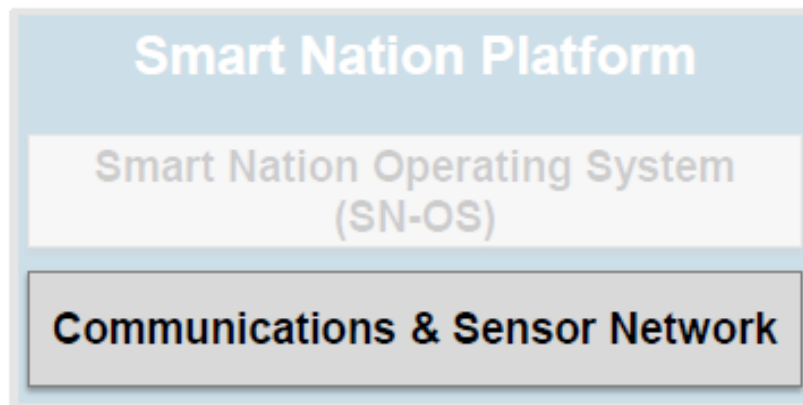 Smart Nation Platform
Smart Nation Operating System
(SN-OS)
Communications & Sensor Network